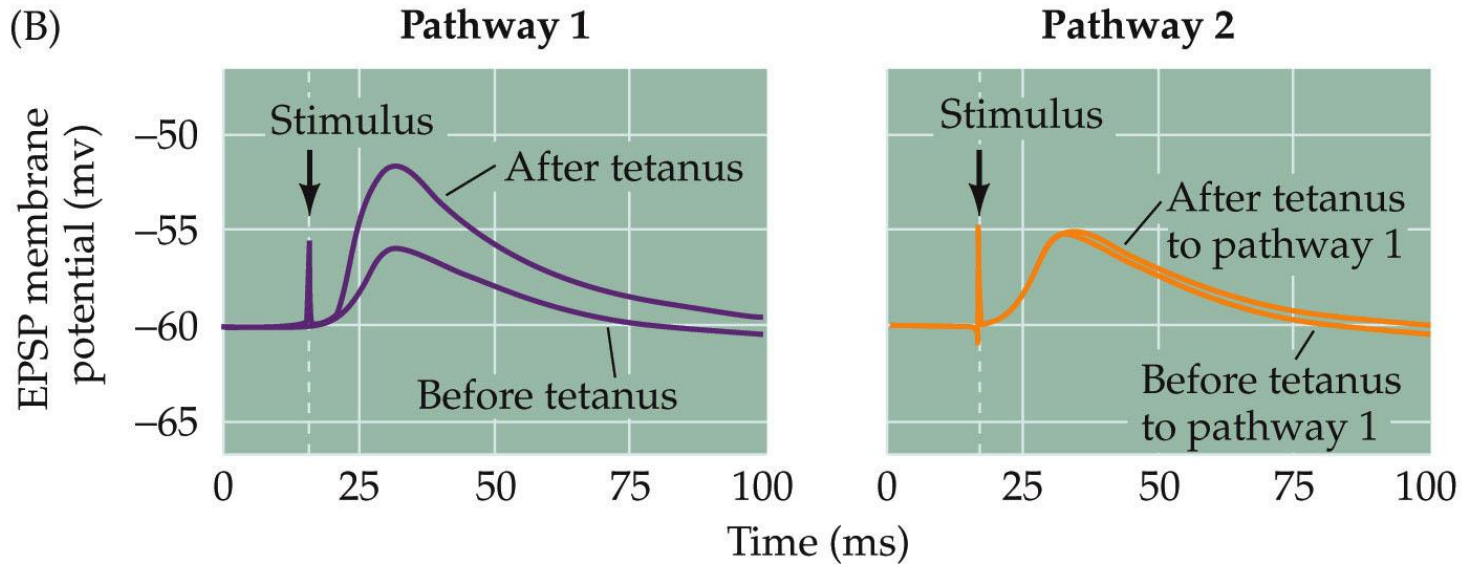 (B)
Pathway 1
Pathway 2
EPSP membrane
potential (mv)
–50
–55
–60
–65
Stimulus
After tetanus
Before tetanus
0
25
50
75
100
Stimulus
After tetanus
to pathway 1
Before tetanus
to pathway 1
0
25
50
75
100
Time (ms)